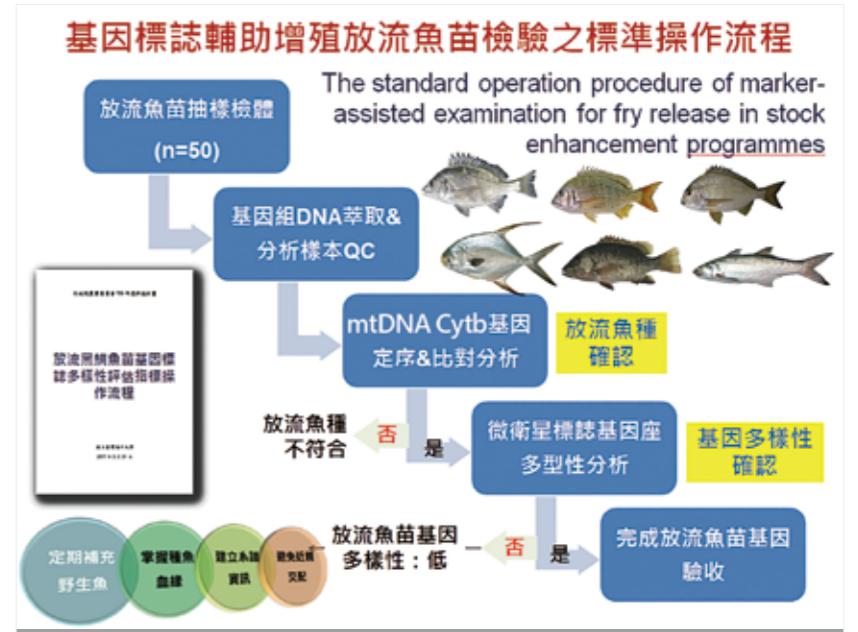 基因標誌輔助增殖放流魚苗檢驗之標準操作流程
The standard operation procedure of marker-
assisted examination for fry release in stock
enhancement programmes
放流魚苗抽樣檢體
(n=50)
基因組DNA萃取&
分析樣本QC
mtDNA Cytb基因
定序&比對分析
放流魚種
確認
放流魚種
不符合
否
是
微衛星標誌基因座
多型性分析
基因多樣性
確認
放流魚苗基因
多樣性：低
否
是
完成放流魚苗基因
驗收
放流黑鯛魚苗基因標
誌多樣性評估指標操
作流程
定期補充
野生魚
掌握種魚
血緣
建立系譜
資訊
避免近親
交配